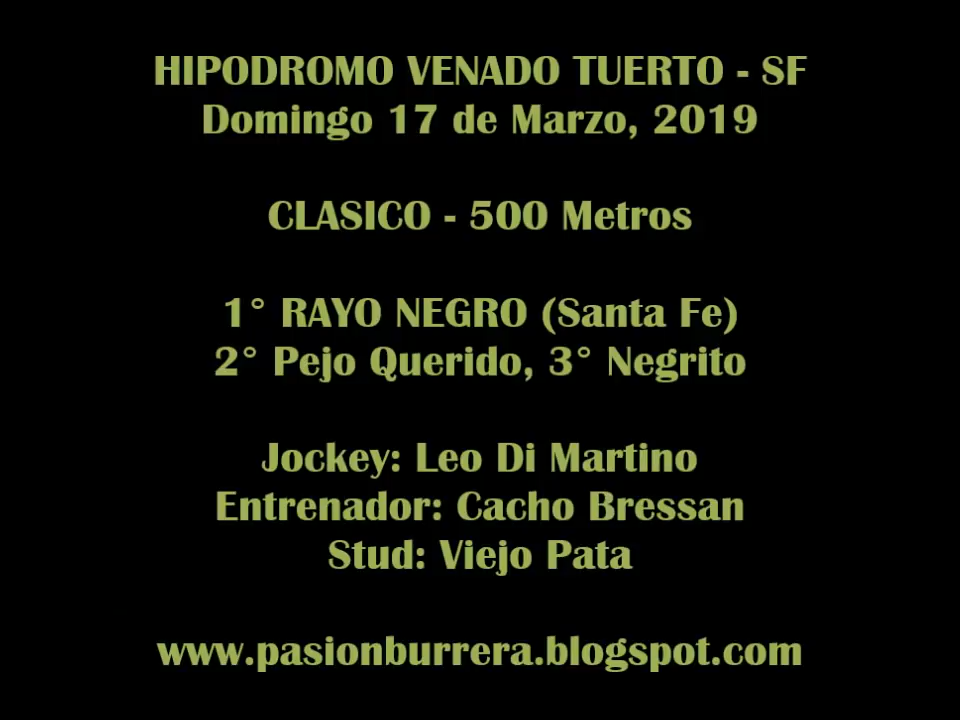 HIPODROMO VENADO TUERTO - SF
Domingo 17 de Marzo, 2019
CLASICO - 500 Metros
1° RAYO NEGRO (Santa Fe)
2° Pejo Querido, 3° Negrito
Jockey: Leo Di Martino
Entrenador: Cacho Bressan
Stud: Viejo Pata
www.pasionburrera.blogspot.com